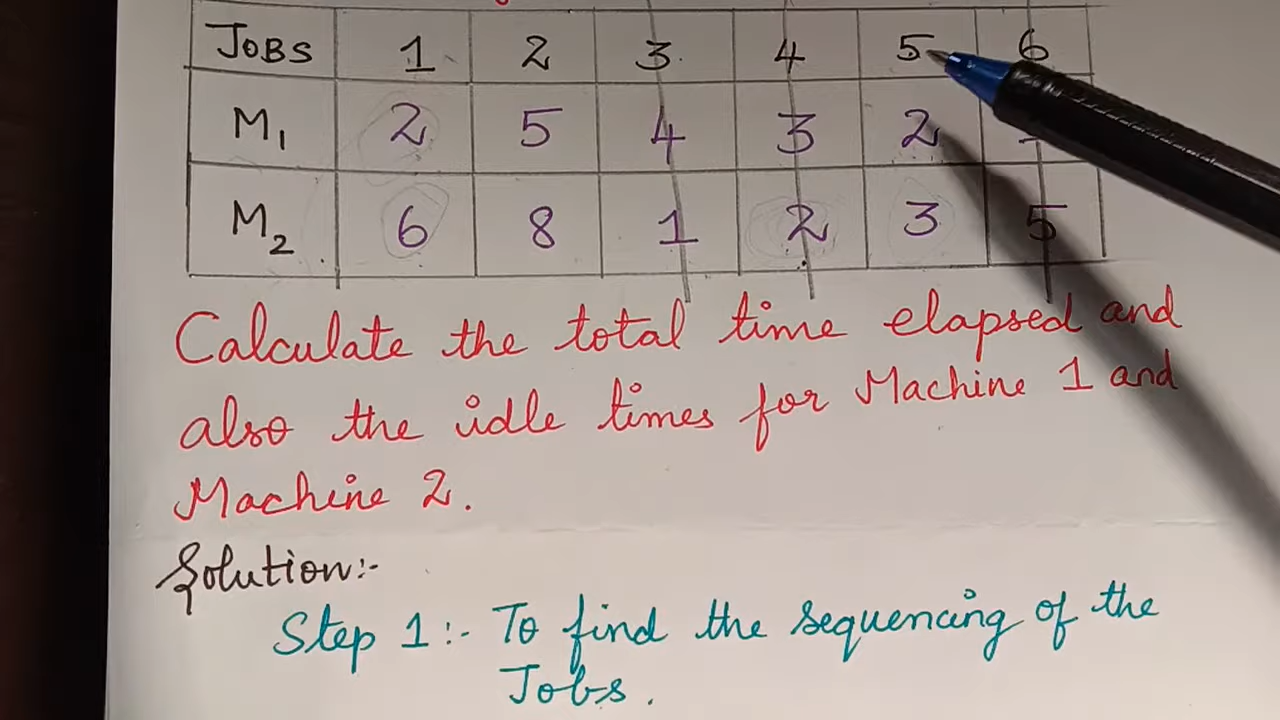 JOBS 1 2 3 4 5 6
M1 2 5 4 3 2
M2 6 8 1 2 3 5
Calculate the total time elapsed and
also the idle times for Machine 1 and
Machine 2.
Solution:-
Step 1:- To find the sequencing of the
Jobs.